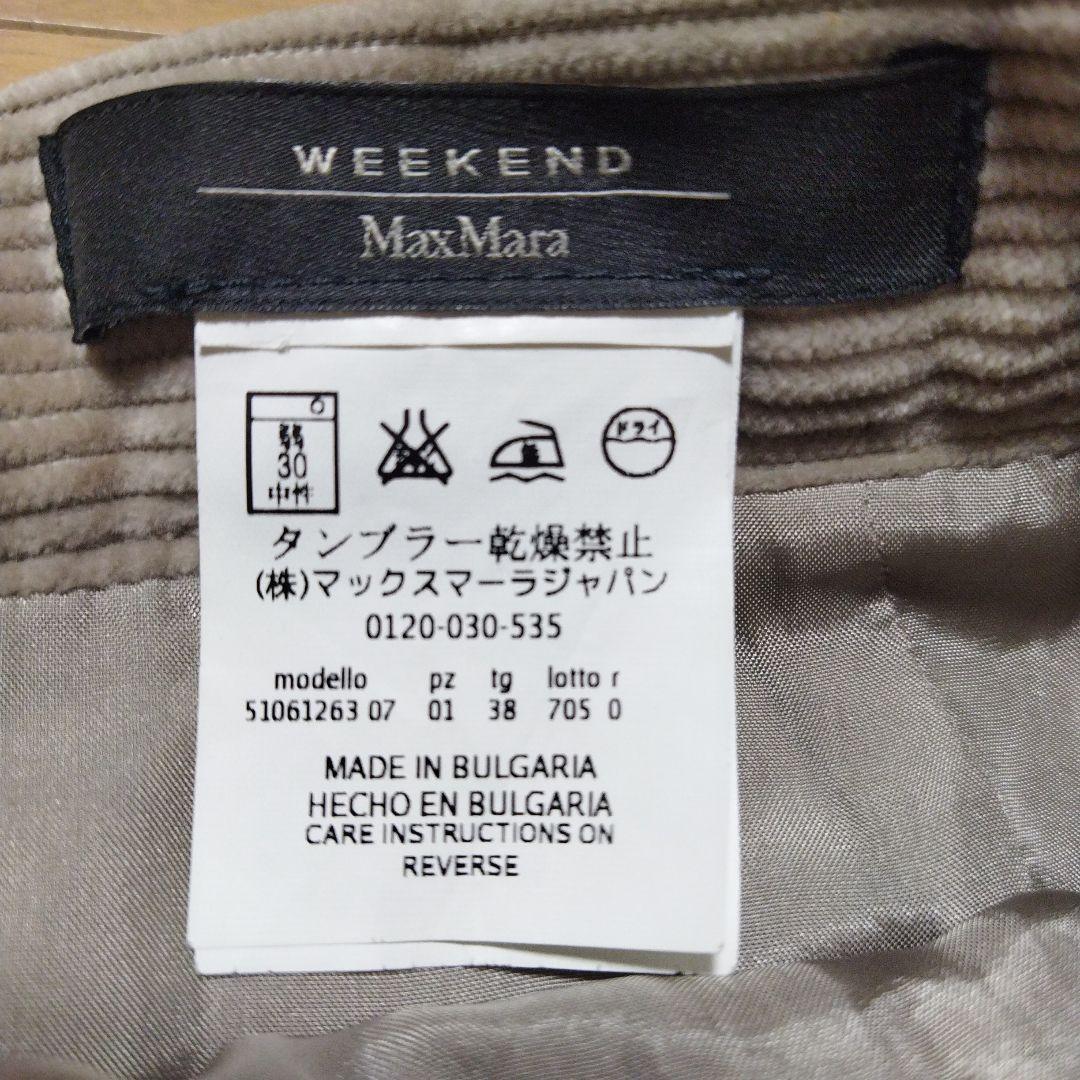 WEEKEND
MaxMara
弱
30
中性
ドライ
タンブラー乾燥禁止
(株)マックスマーラジャパン
0120-030-535
modello pz tg lotto r
51061263 07 01 38 705 0
MADE IN BULGARIA
HECHO EN BULGARIA
CARE INSTRUCTIONS ON
REVERSE